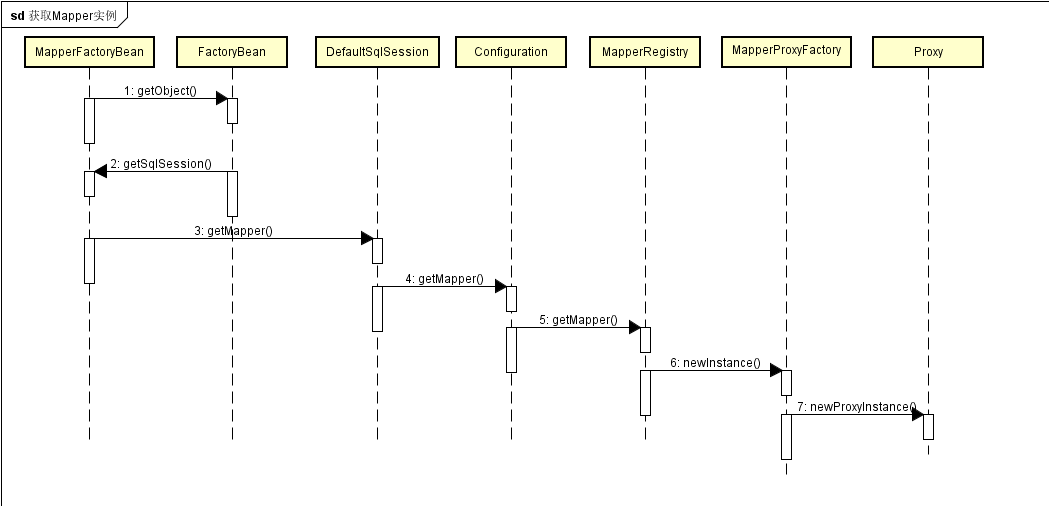 sd 获取Mapper实例
MapperFactoryBean
FactoryBean
DefaultSqlSession
Configuration
MapperRegistry
MapperProxyFactory
Proxy
1: getObject()
2: getSqlSession()
3: getMapper()
4: getMapper()
5: getMapper()
6: newInstance()
7: newProxyInstance()